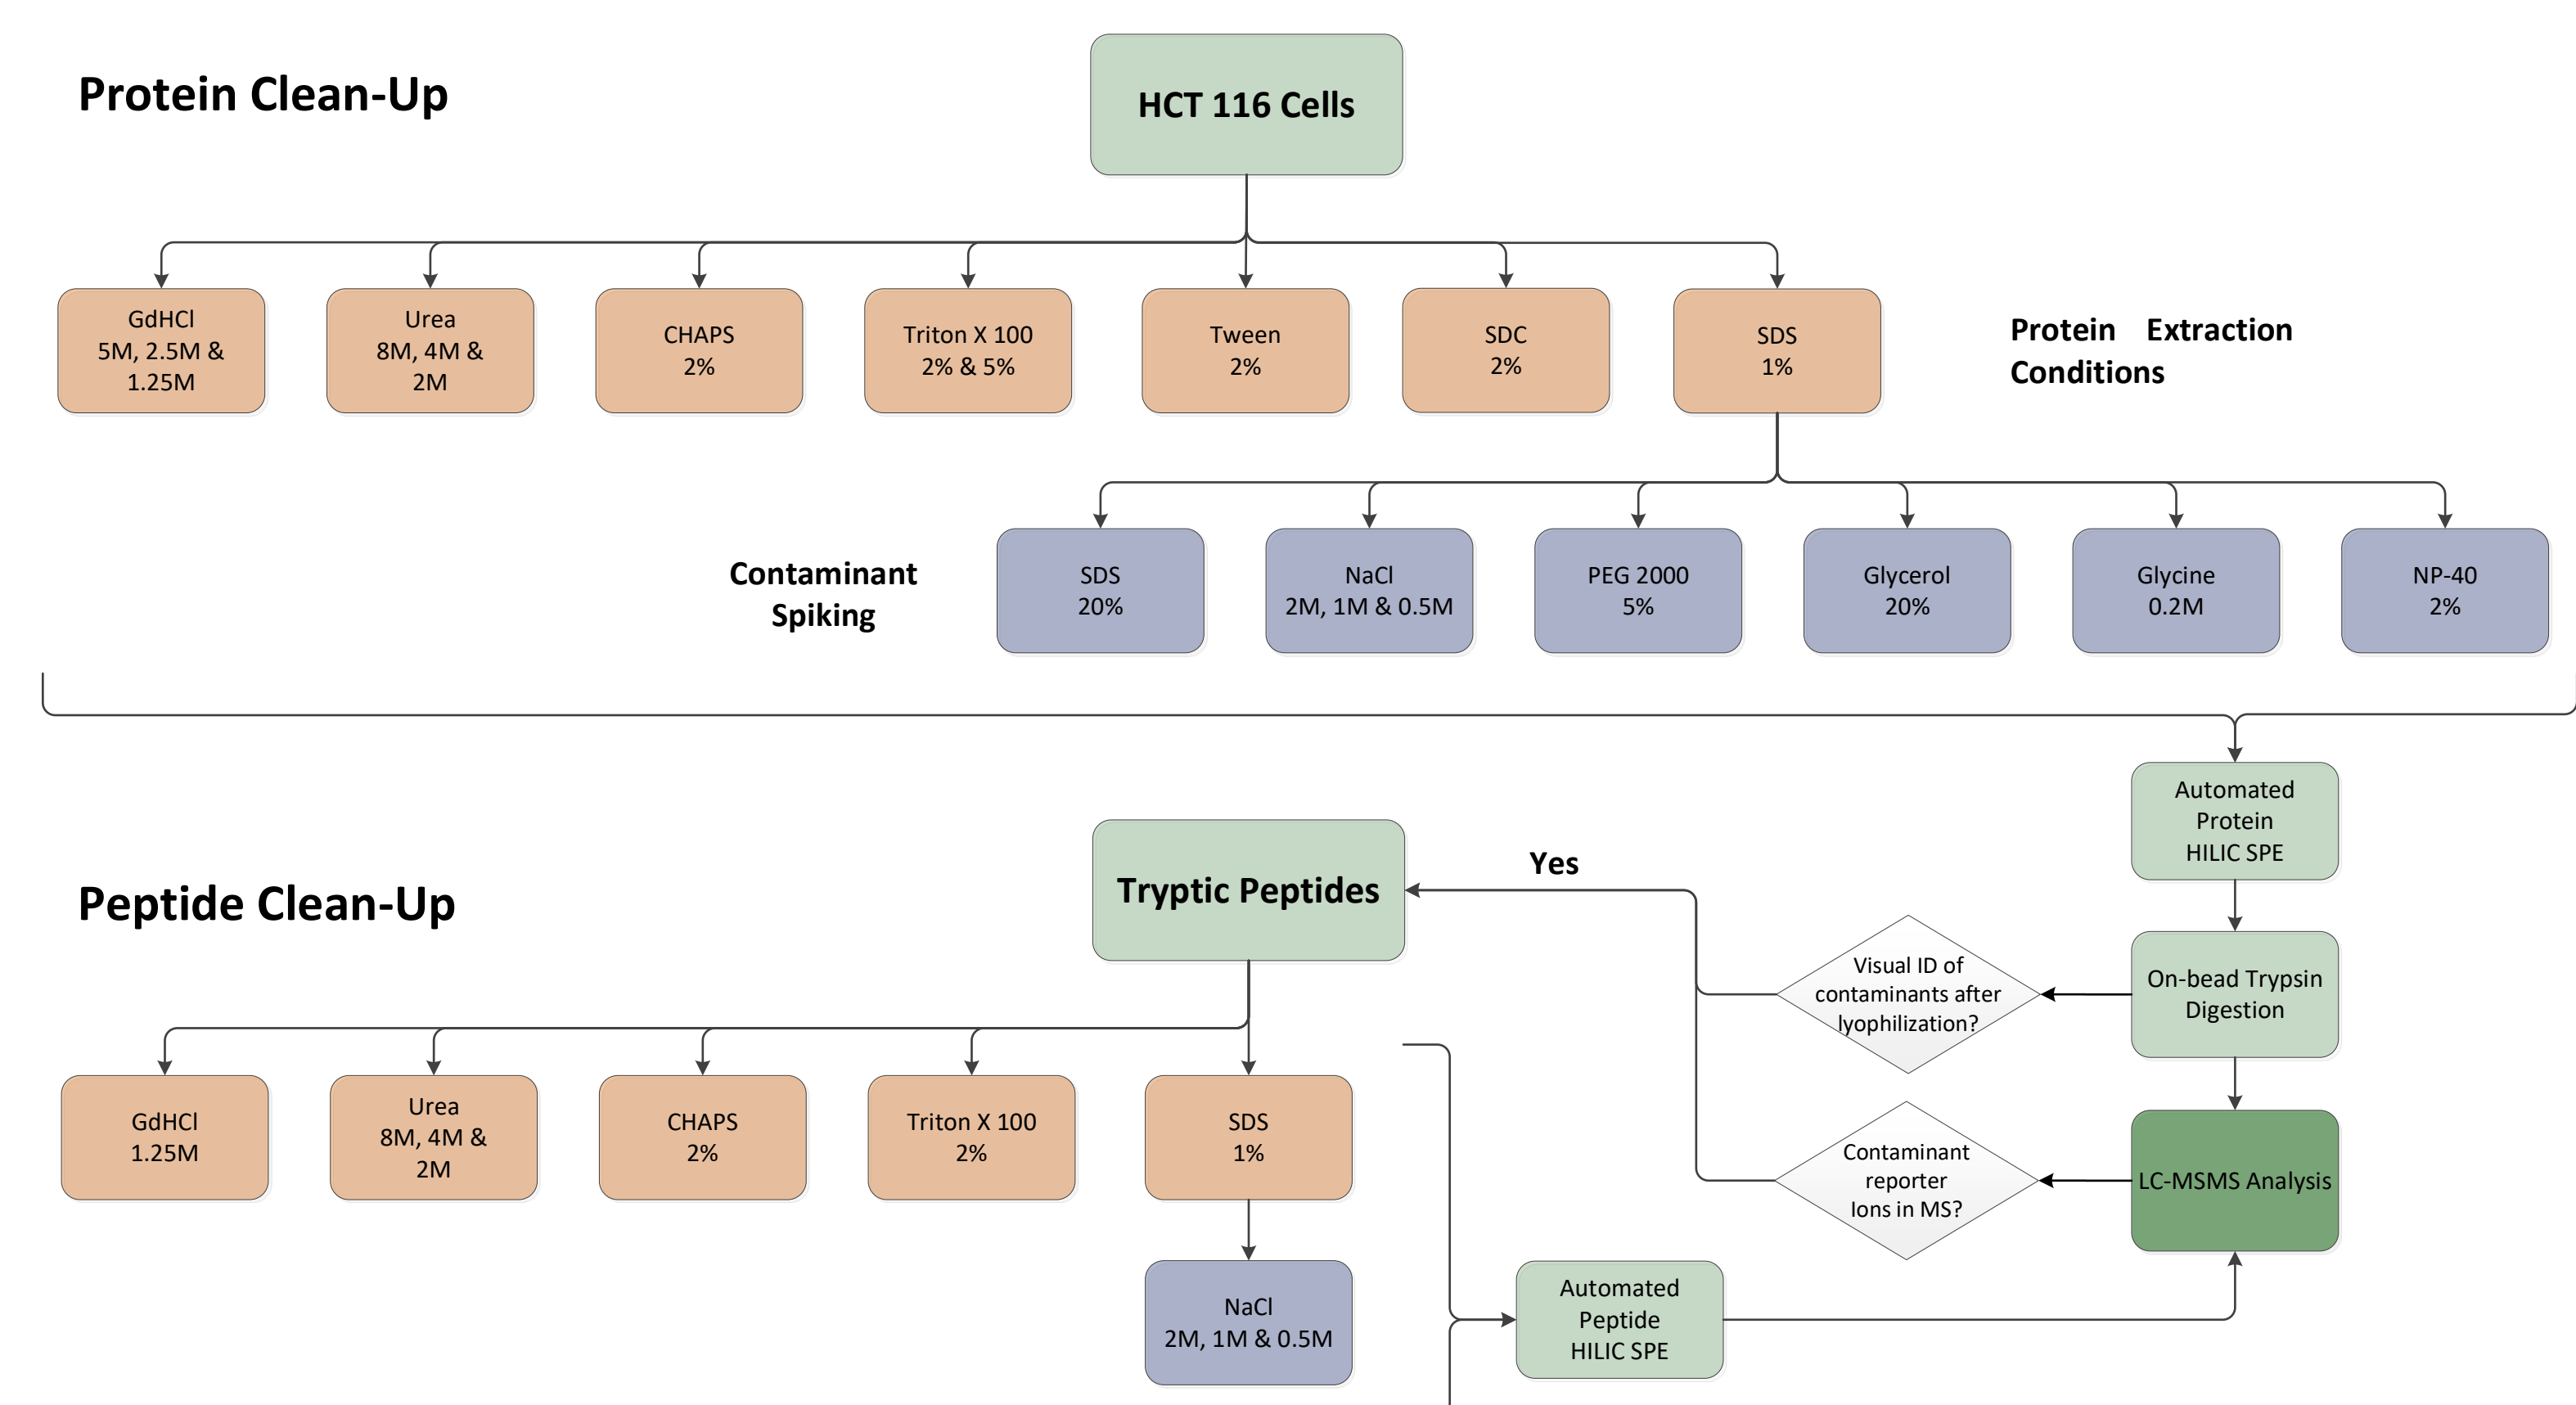 Protein Clean-Up
HCT 116 Cells
GdHCl
5M, 2.5M &
1.25M
Urea
8M, 4M &
2M
CHAPS
2%
Triton X 100
2% & 5%
Tween
2%
SDC
2%
SDS
1%
Protein Extraction
Conditions
Contaminant
Spiking
SDS
20%
NaCl
2M, 1M & 0.5M
PEG 2000
5%
Glycerol
20%
Glycine
0.2M
NP-40
2%
Automated
Protein
HILIC SPE
Peptide Clean-Up
Tryptic Peptides
Yes
Visual ID of
contaminants after
lyophilization?
On-bead Trypsin
Digestion
GdHCl
1.25M
Urea
8M, 4M &
2M
CHAPS
2%
Triton X 100
2%
SDS
1%
Contaminant
reporter
Ions in MS?
LC-MSMS Analysis
NaCl
2M, 1M & 0.5M
Automated
Peptide
HILIC SPE